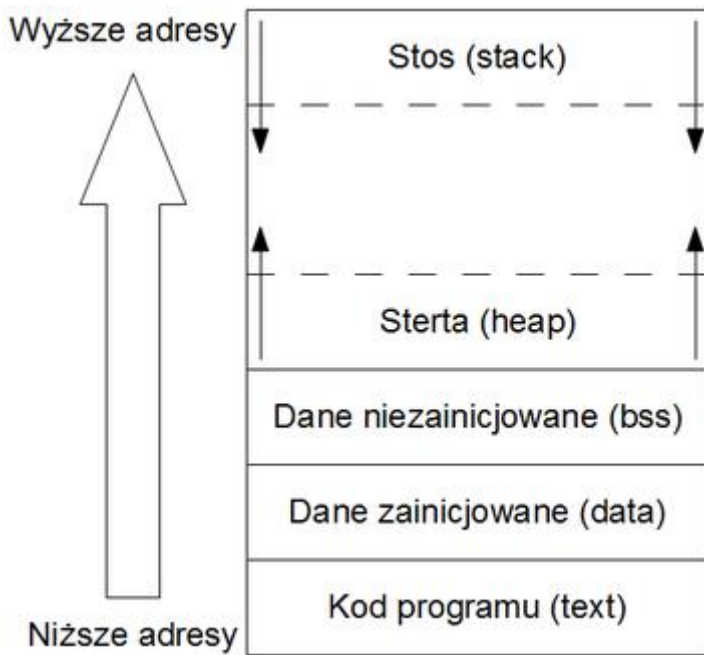 Wyższe adresy
Stos (stack)
Sterta (heap)
Dane niezainicjowane (bss)
Dane zainicjowane (data)
Kod programu (text)
Niższe adresy